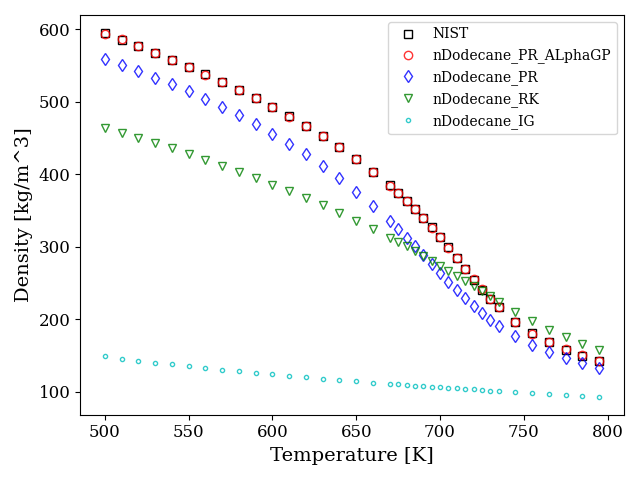 600
500
400
300
200
100
Density [kg/m^3]
NIST
nDodecane_PR_ALphaGP
nDodecane_PR
nDodecane_RK
nDodecane_IG
500 550 600 650 700 750 800
Temperature [K]